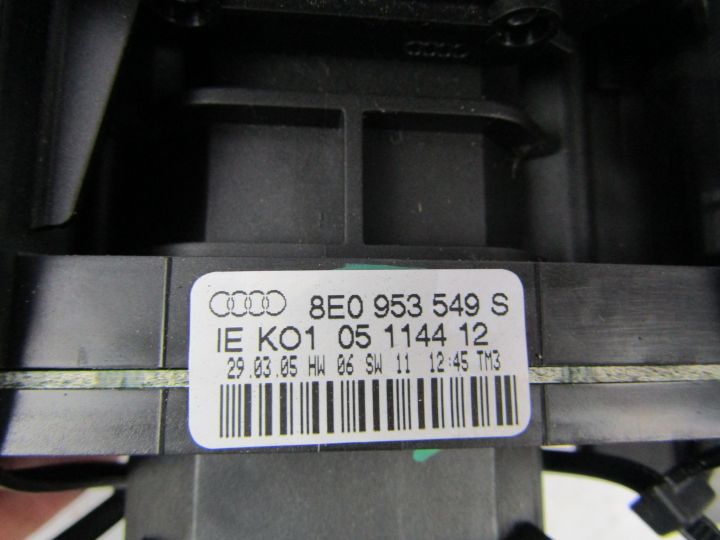 8E0 953 549 S
IE KO1 05 1144 12
29.03.05 HW 06 SW 11 12:45 TM3